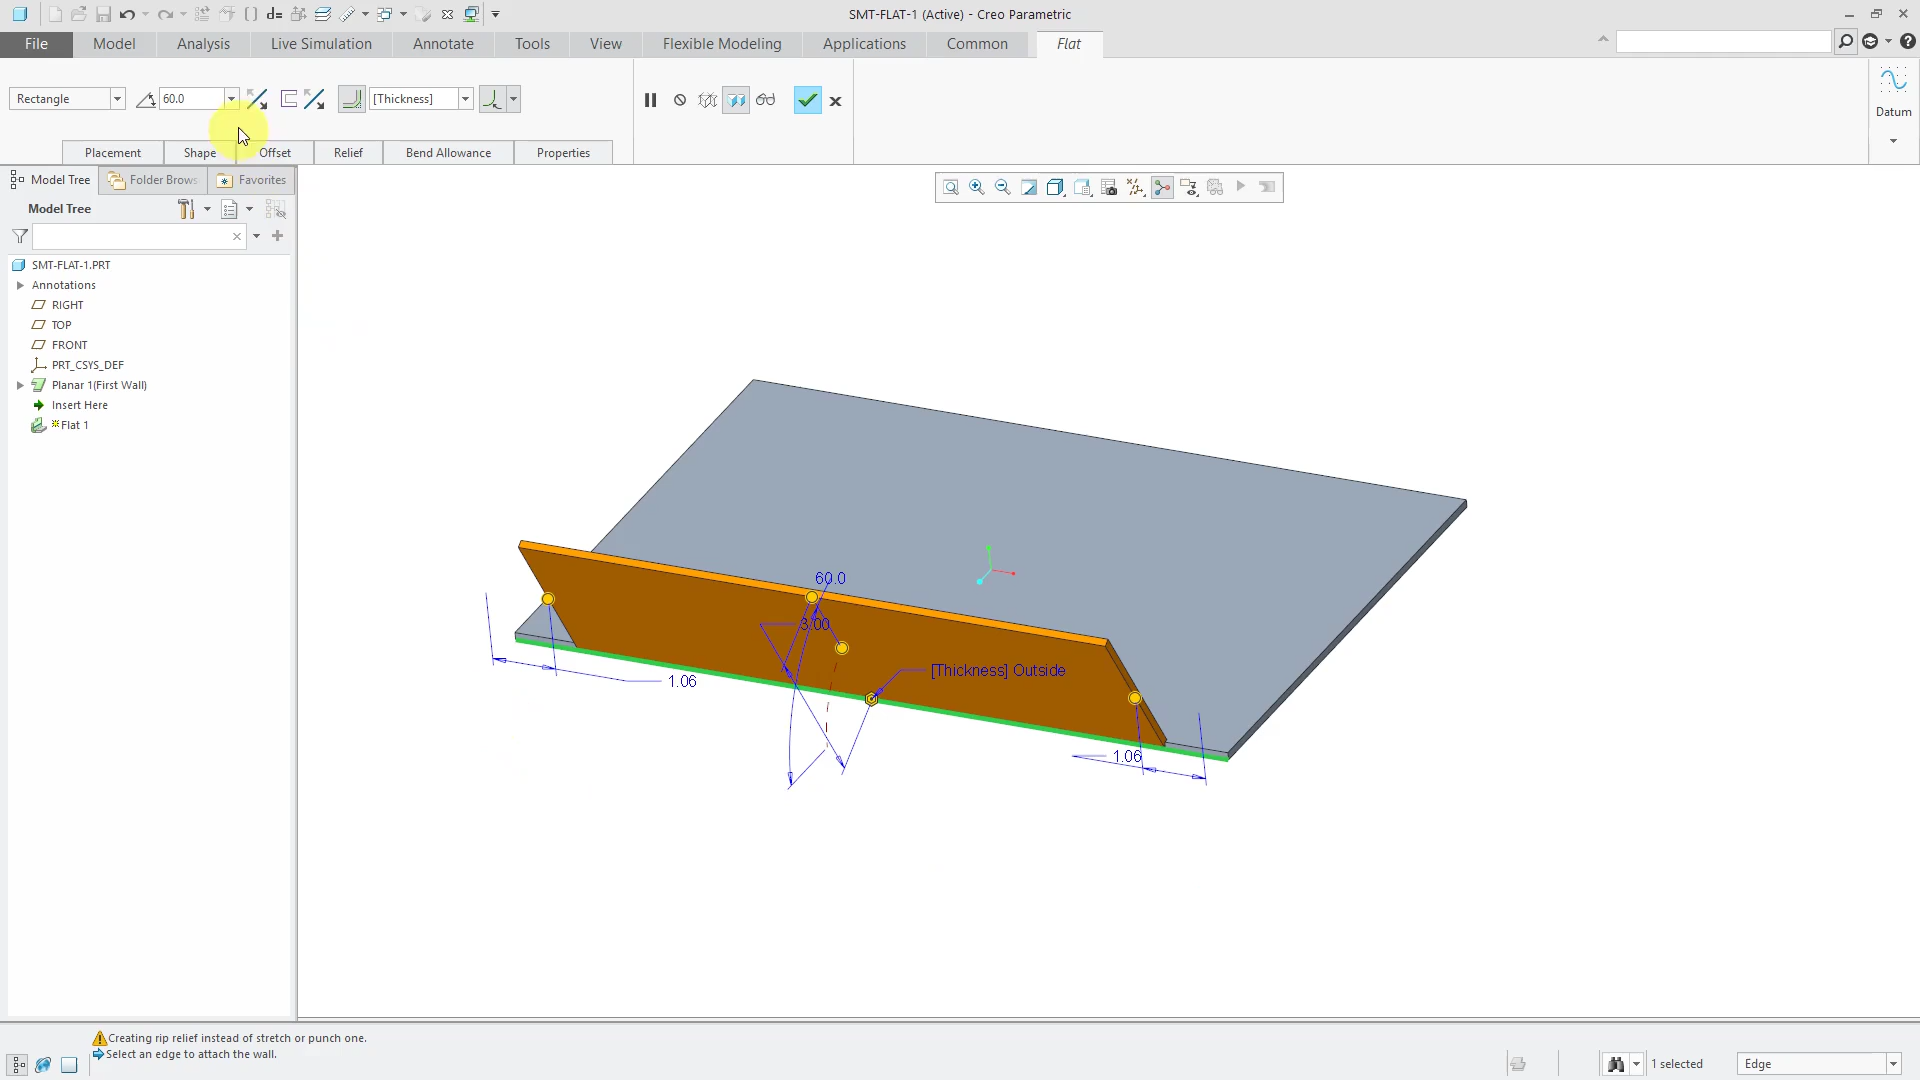 SMT-FLAT-1 (Active) - Creo Parametric
File Model Analysis Live Simulation Annotate Tools View Flexible Modeling Applications Common Flat
Rectangle 60.0 [Thickness]
Datum
Placement Shape Offset Relief Bend Allowance Properties
Model Tree Folder Brows Favorites
Model Tree
SMT-FLAT-1.PRT
Annotations
RIGHT
TOP
FRONT
PRT_CSYS_DEF
Planar 1(First Wall)
Insert Here
Flat 1
60.0
3.00
[Thickness] Outside
1.06
1.06
Creating rip relief instead of stretch or punch one.
Select an edge to attach the wall.
1 selected
Edge